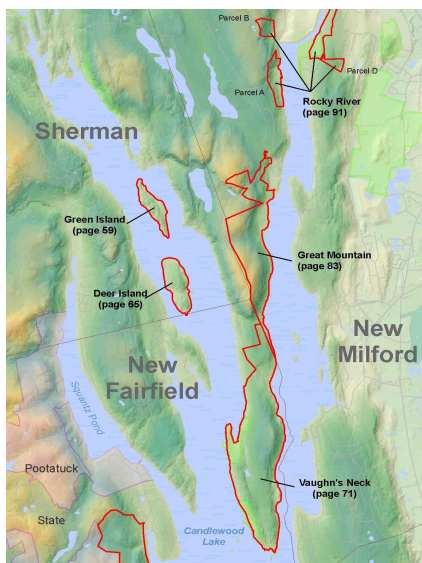 Parcel B
Parcel D
Parcel A
Rocky River
(page 91)
Sherman
Green Island
(page 59)
Great Mountain
(page 83)
Deer Island
(page 65)
New
Milford
New
Fairfield
Squantz Pond
Pootatuck
State
Vaughn's Neck
(page 71)
Candlewood
Lake